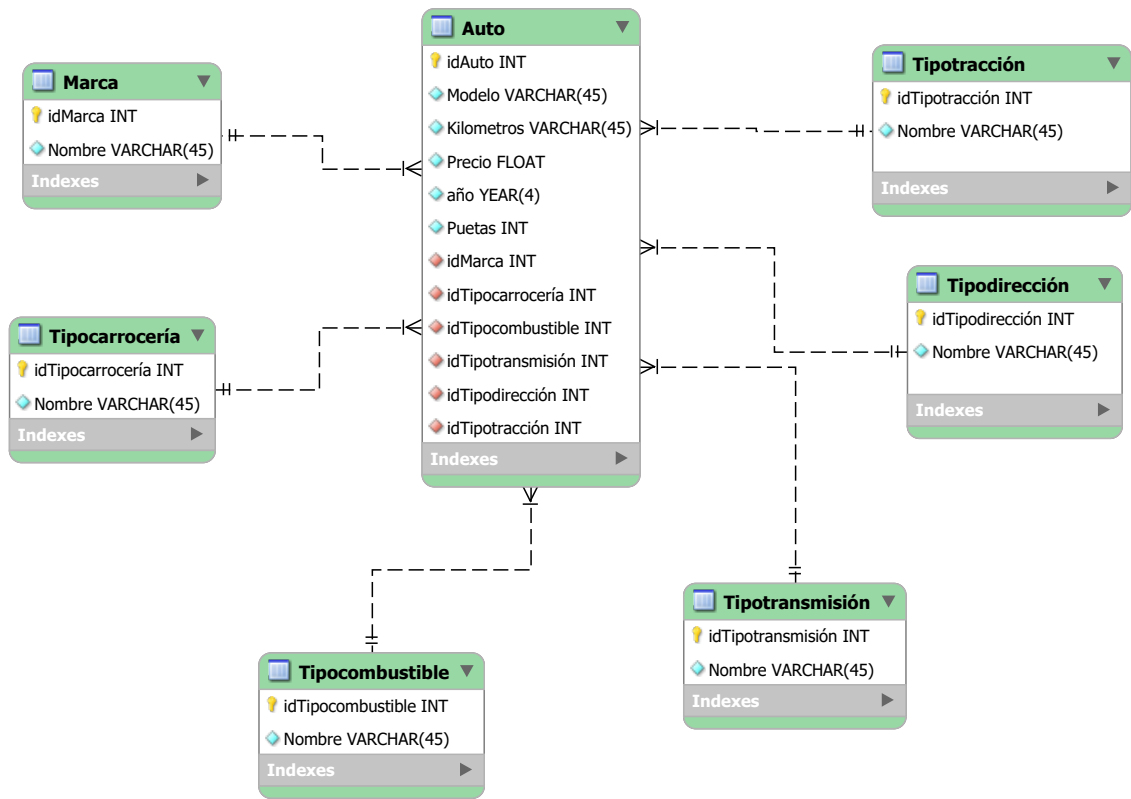 Marca
idMarca INT
Nombre VARCHAR(45)
Indexes
Tipocarrocería
idTipocarrocería INT
Nombre VARCHAR(45)
Indexes
Auto
idAuto INT
Modelo VARCHAR(45)
Kilometros VARCHAR(45)
Precio FLOAT
año YEAR(4)
Puetas INT
idMarca INT
idTipocarrocería INT
idTipocombustible INT
idTipotransmisión INT
idTipodirección INT
idTipotracción INT
Indexes
Tipotracción
idTipotracción INT
Nombre VARCHAR(45)
Indexes
Tipodirección
idTipodirección INT
Nombre VARCHAR(45)
Indexes
Tipotransmisión
idTipotransmisión INT
Nombre VARCHAR(45)
Indexes
Tipocombustible
idTipocombustible INT
Nombre VARCHAR(45)
Indexes